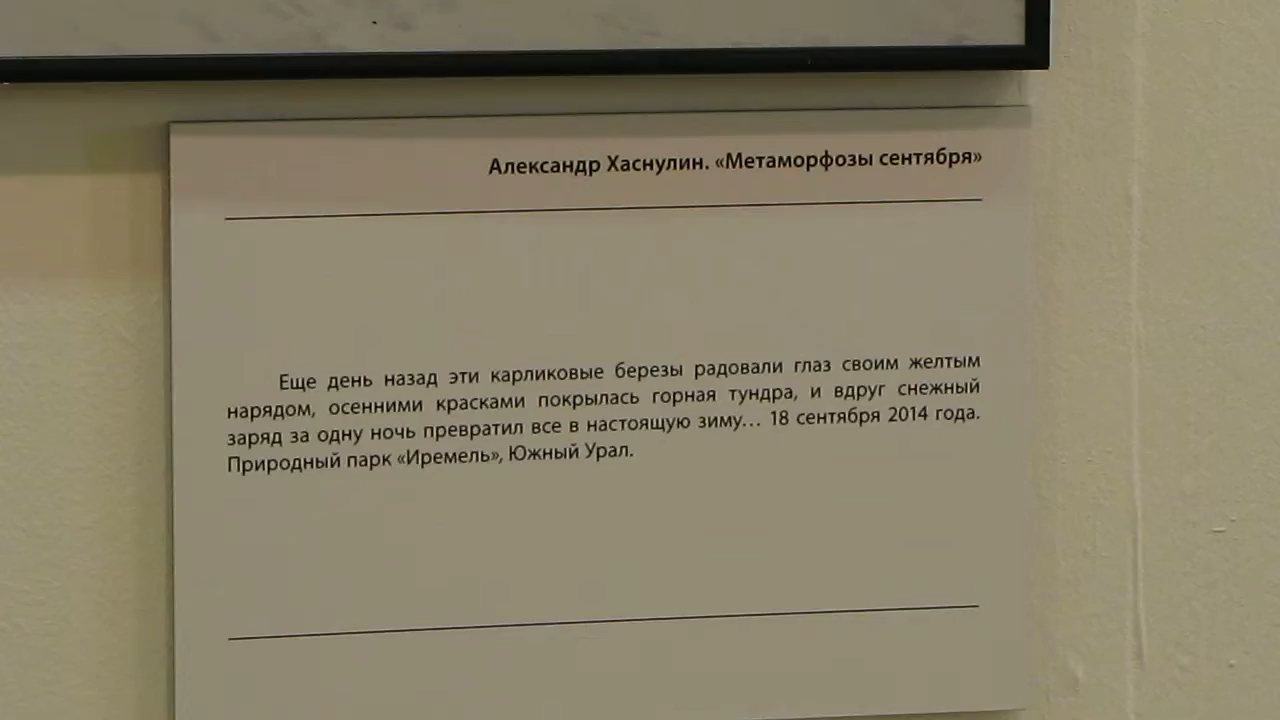 Александр Хаснулин. «Метаморфозы сентября»
Еще день назад эти карликовые березы радовали глаз своим желтым
нарядом, осенними красками покрылась горная тундра, и вдруг снежный
заряд за одну ночь превратил все в настоящую зиму… 18 сентября 2014 года.
Природный парк «Иремель», Южный Урал.